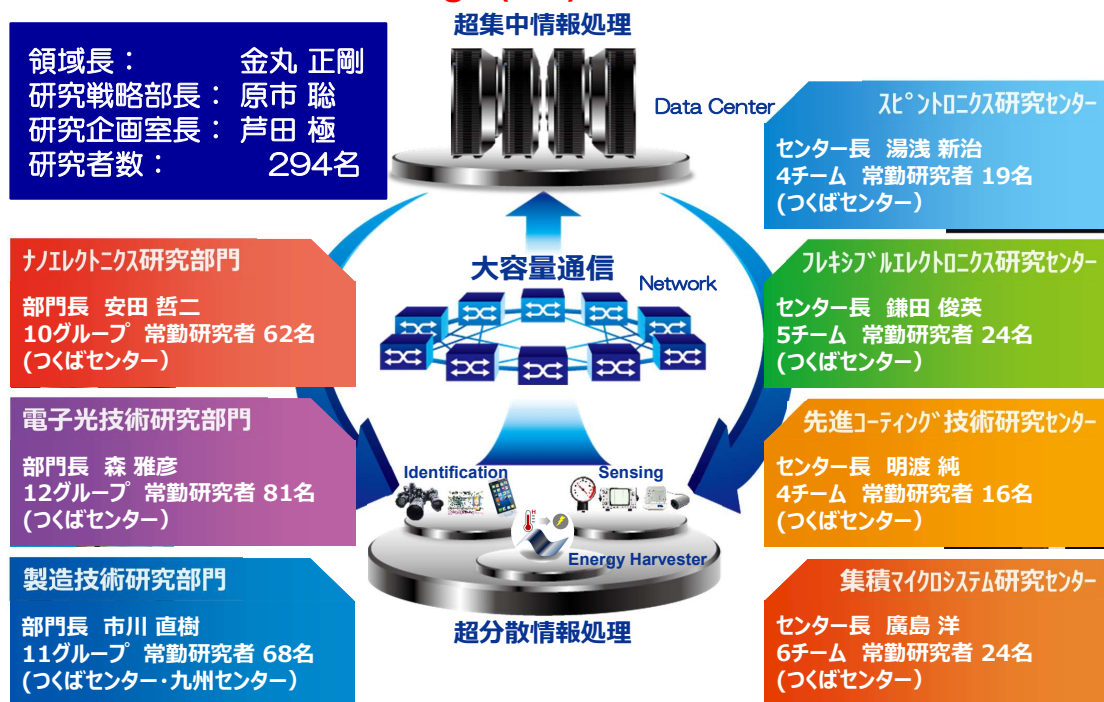 超集中情報処理
領域長： 金丸 正剛
研究戦略部長： 原市 聡
研究企画室長： 芦田 極
研究者数： 294名
Data Center
スピントロニクス研究センター
センター長 湯浅 新治
4チーム 常勤研究者 19名
(つくばセンター）
ナノエレクトニクス研究部門
部門長 安田 哲二
10グループ 常勤研究者 62名
(つくばセンター）
大容量通信
Network
フレキシブルエレクトロニクス研究センター
センター長 鎌田 俊英
5チーム 常勤研究者 24名
(つくばセンター）
電子光技術研究部門
部門長 森 雅彦
12グループ 常勤研究者 81名
(つくばセンター）
Identification
Sensing
Energy Harvester
先進コーティング技術研究センター
センター長 明渡 純
4チーム 常勤研究者 16名
(つくばセンター）
製造技術研究部門
部門長 市川 直樹
11グループ 常勤研究者 68名
(つくばセンター・九州センター）
超分散情報処理
集積マイクロシステム研究センター
センター長 廣島 洋
6チーム 常勤研究者 24名
(つくばセンター）